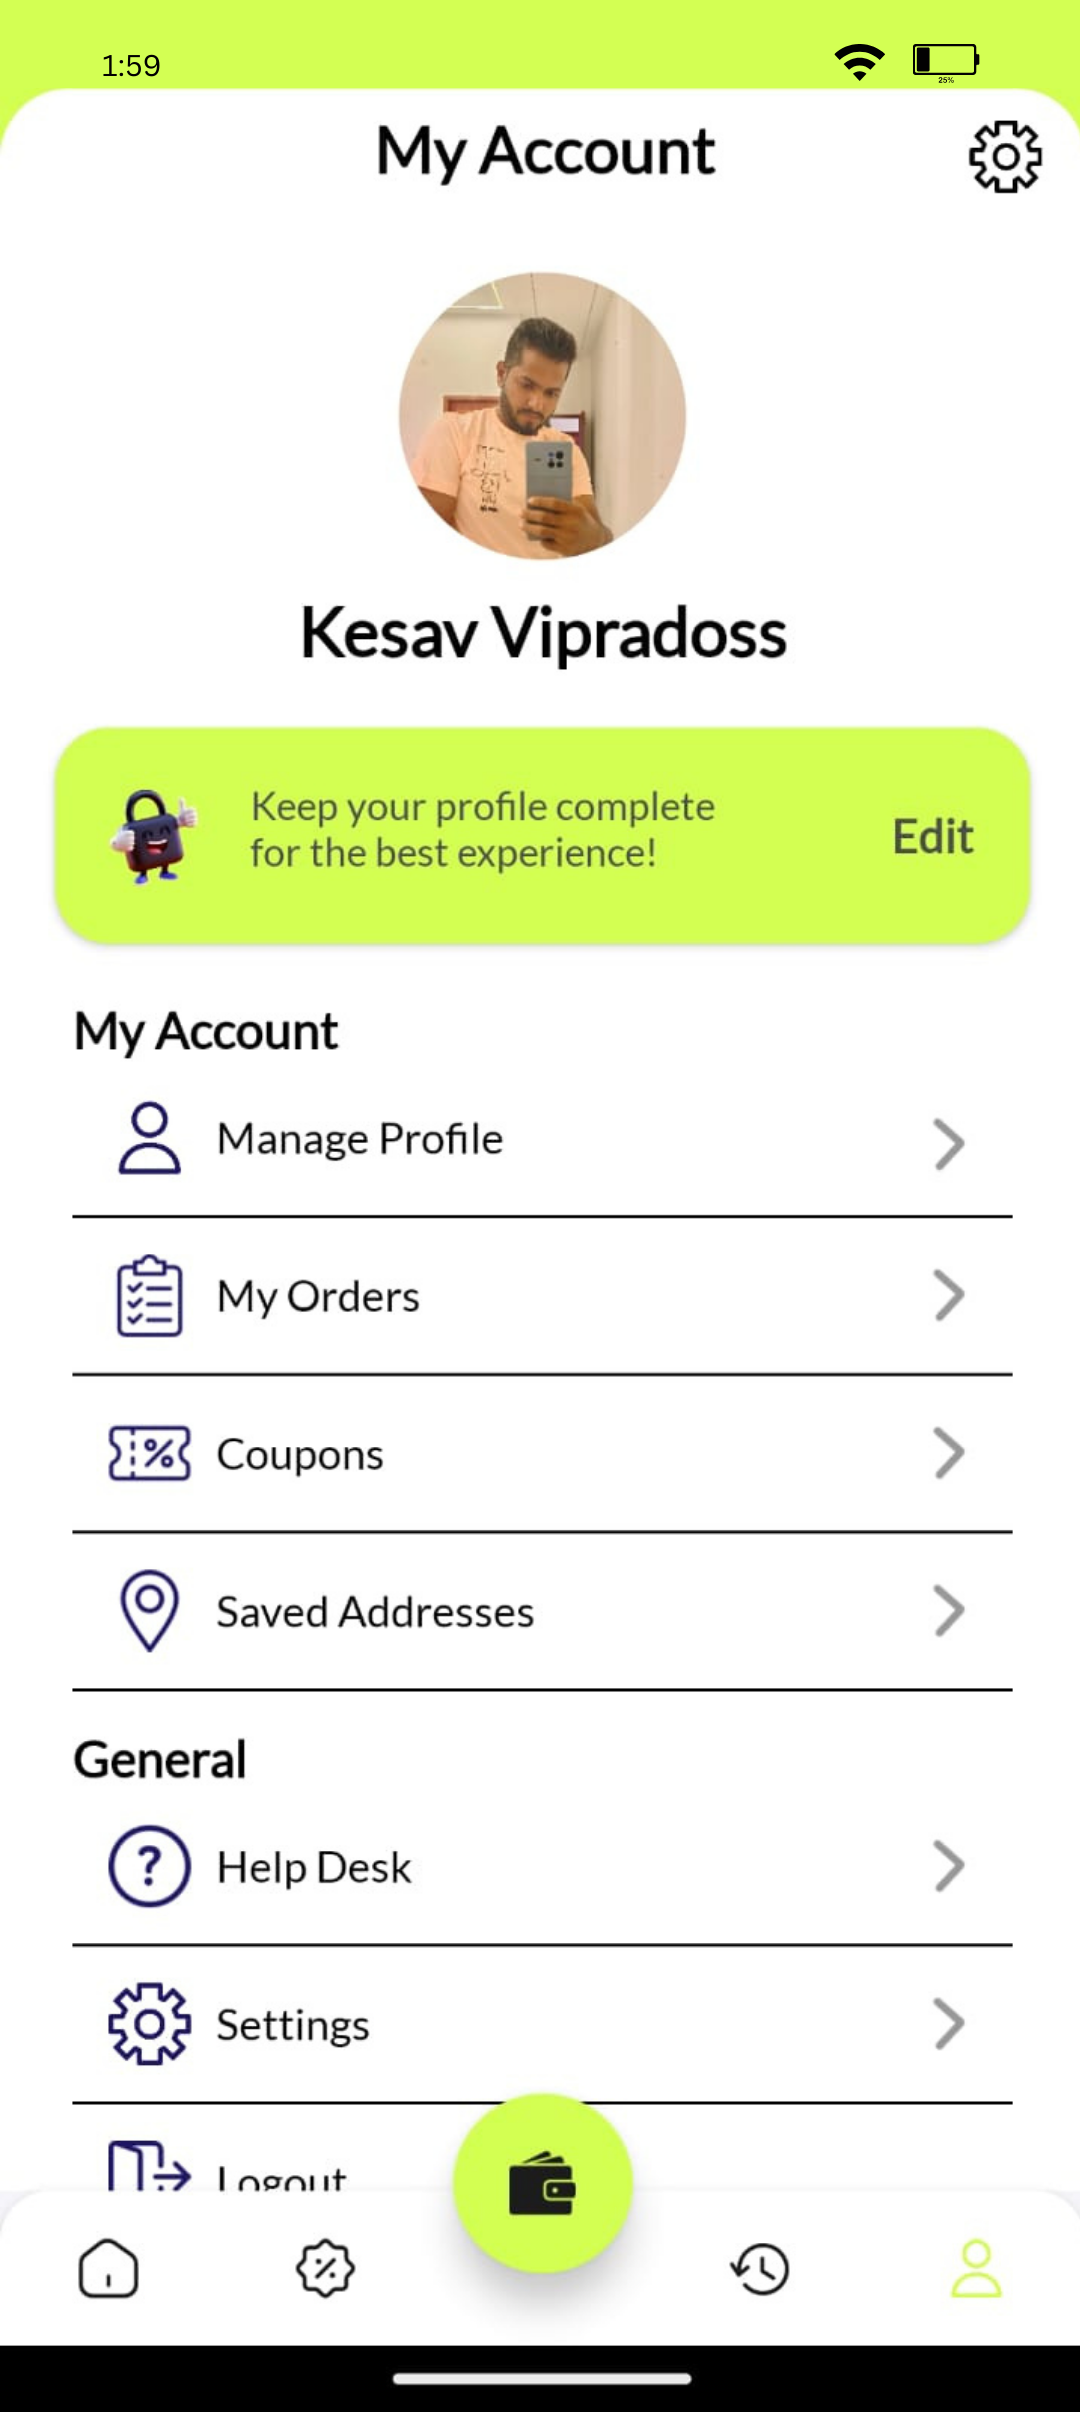 1:59
25%
My Account
Kesav Vipradoss
Keep your profile complete
for the best experience!
Edit
My Account
Manage Profile
My Orders
Coupons
Saved Addresses
General
Help Desk
Settings
Logout